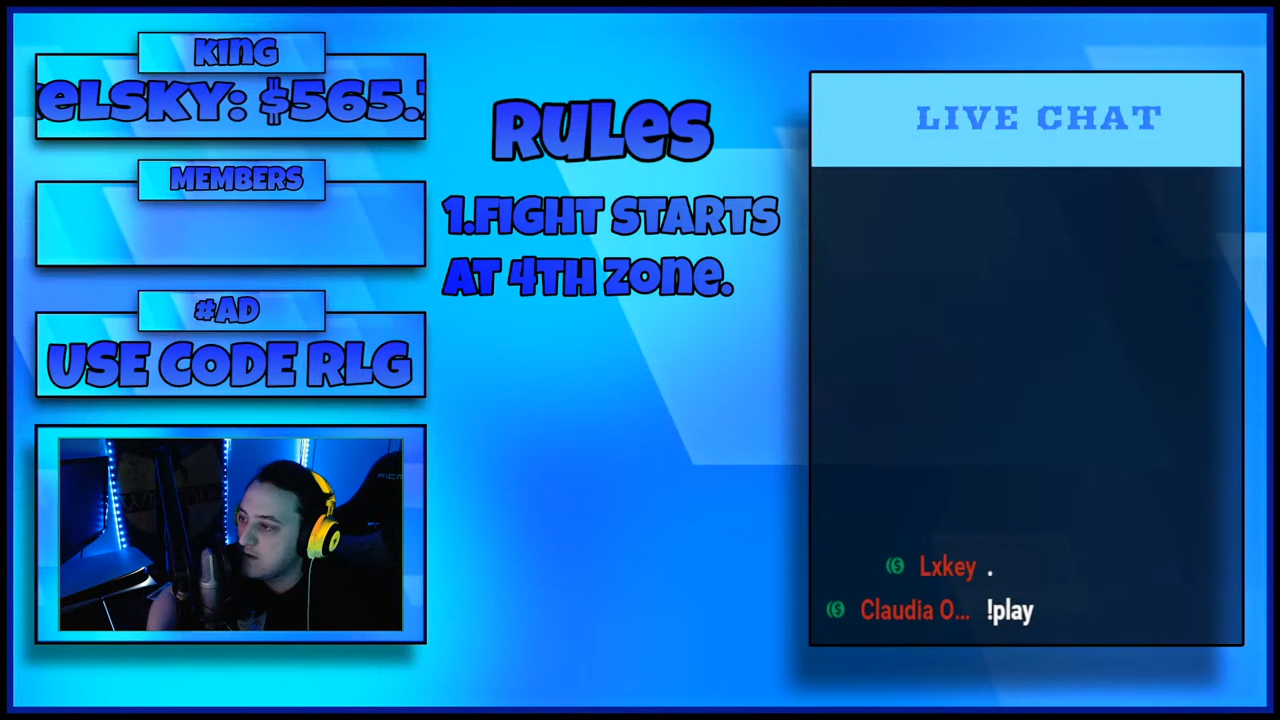 KING
ELSKY: $565.
MEMBERS
#AD
USE CODE RLG
RULES
1.FIGHT STARTS
AT 4TH ZONE.
LIVE CHAT
Lxkey .
Claudia O... !play